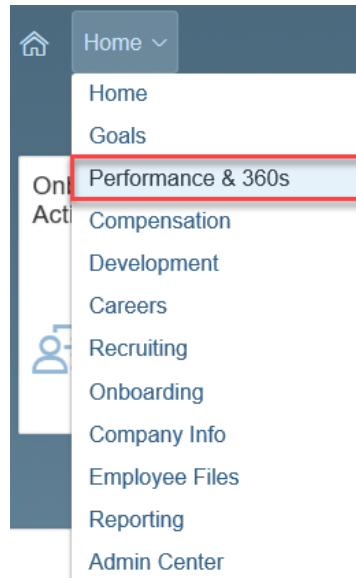 Home
Home
Goals
Performance & 360s
Compensation
Development
Careers
Recruiting
Onboarding
Company Info
Employee Files
Reporting
Admin Center